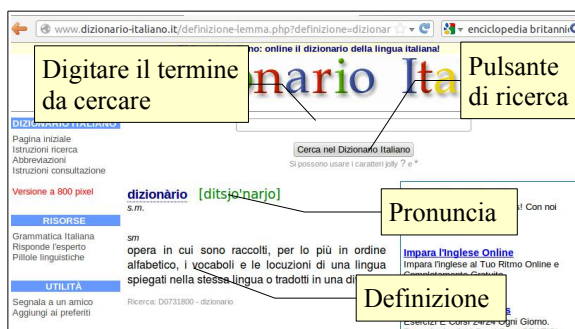 www.dizionario-italiano.it/definizione-lemma.php?definizione=dizionar
enciclopedia britanni
no: online il dizionario della lingua italiana!
Digitare il termine
da cercare
onario Ita
Pulsante
di ricerca
DIZIONARIO ITALIANO
Pagina iniziale
Istruzioni ricerca
Abbreviazioni
Istruzioni consultazione
Versione a 800 pixel
Cerca nel Dizionario Italiano
Si possono usare i caratteri jolly ? e *
dizionàrio [ditsjo'narjo]
s.m.
Pronuncia
s! Con noi
sm
opera in cui sono raccolti, per lo più in ordine
alfabetico, i vocaboli e le locuzioni di una lingua
spiegati nella stessa lingua o tradotti in una di
Definizione
Ricerca: D0731800 - dizionario
RISORSE
Grammatica Italiana
Risponde l'esperto
Pillole linguistiche
UTILITÀ
Segnala a un amico
Aggiungi ai preferiti
Impara l'Inglese Online
Impara l'inglese al Tuo Ritmo Online e
Completamente Gratuito
s
Esercizi E Corsi 24/24 Ogni Giorno.